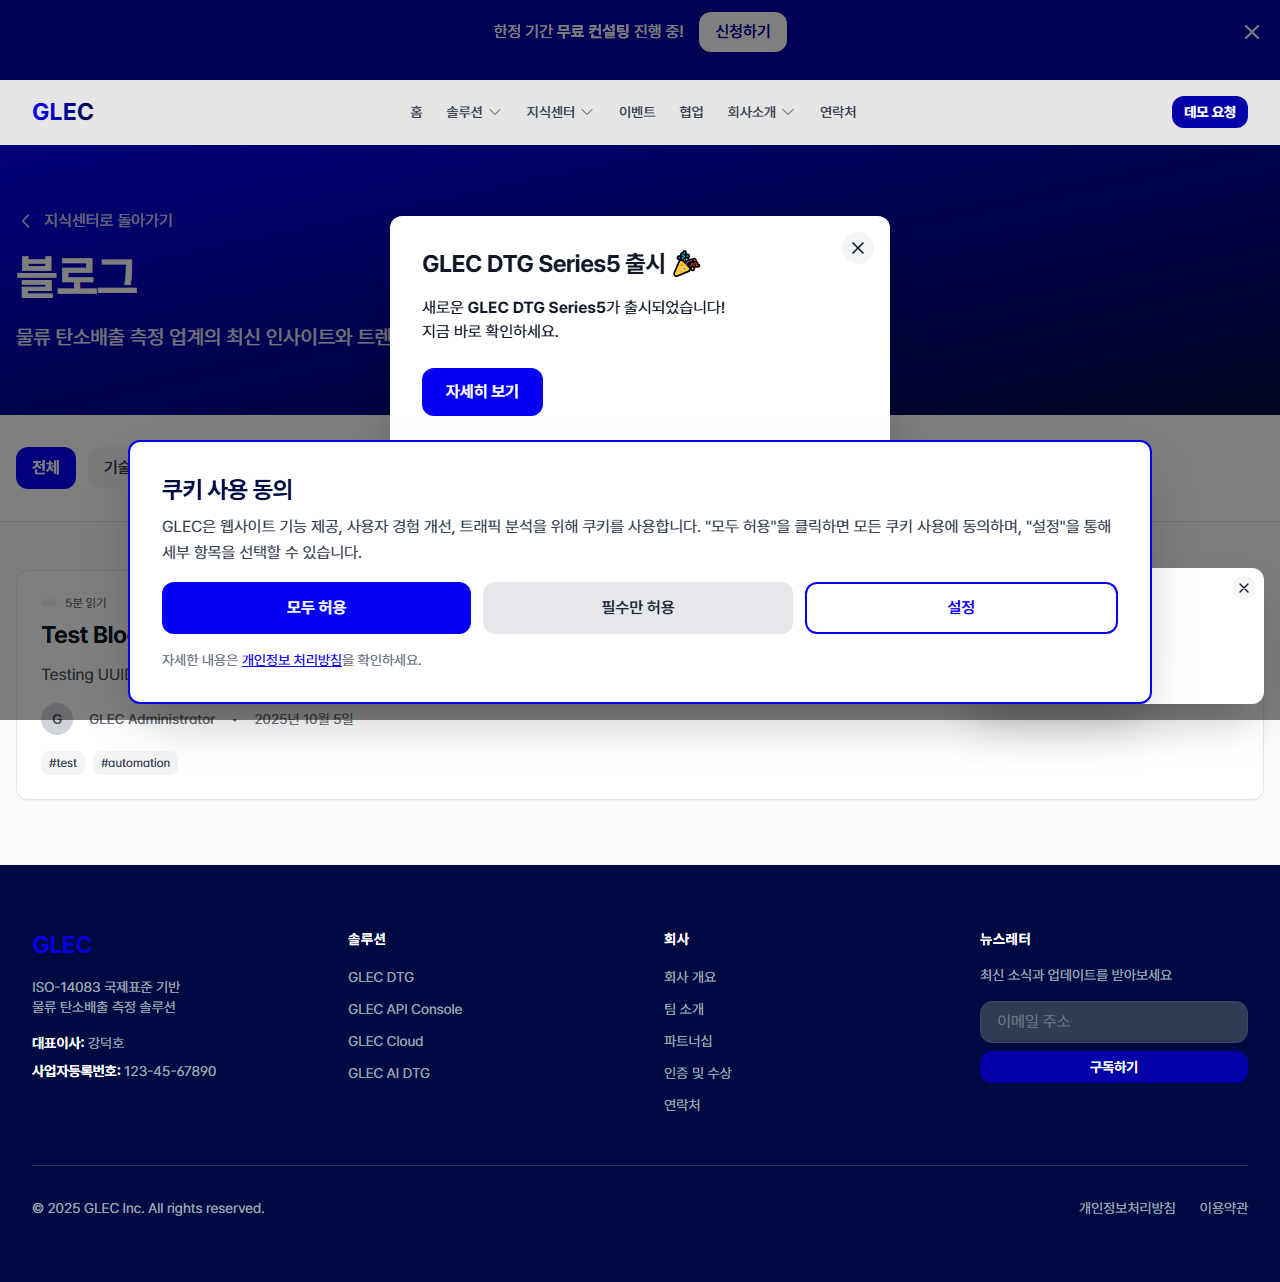 한정 기간 무료 컨설팅 진행 중! 신청하기
GLEC 홈 솔루션 지식센터 이벤트 협업 회사소개 연락처 데모 요청
지식센터로 돌아가기
블로그
물류 탄소배출 측정 업계의 최신 인사이트와 트렌
GLEC DTG Series5 출시 🎉
새로운 GLEC DTG Series5가 출시되었습니다!
지금 바로 확인하세요.
자세히 보기
전체 기술
쿠키 사용 동의
GLEC은 웹사이트 기능 제공, 사용자 경험 개선, 트래픽 분석을 위해 쿠키를 사용합니다. "모두 허용"을 클릭하면 모든 쿠키 사용에 동의하며, "설정"을 통해
세부 항목을 선택할 수 있습니다.
모두 허용 필수만 허용 설정
자세한 내용은 개인정보 처리방침을 확인하세요.
5분 읽기
Test Blo
Testing UUID
G GLEC Administrator • 2025년 10월 5일
#test #automation
GLEC
ISO-14083 국제표준 기반
물류 탄소배출 측정 솔루션
대표이사: 강덕호
사업자등록번호: 123-45-67890
솔루션
GLEC DTG
GLEC API Console
GLEC Cloud
GLEC AI DTG
회사
회사 개요
팀 소개
파트너십
인증 및 수상
연락처
뉴스레터
최신 소식과 업데이트를 받아보세요
이메일 주소
구독하기
© 2025 GLEC Inc. All rights reserved.
개인정보처리방침 이용약관